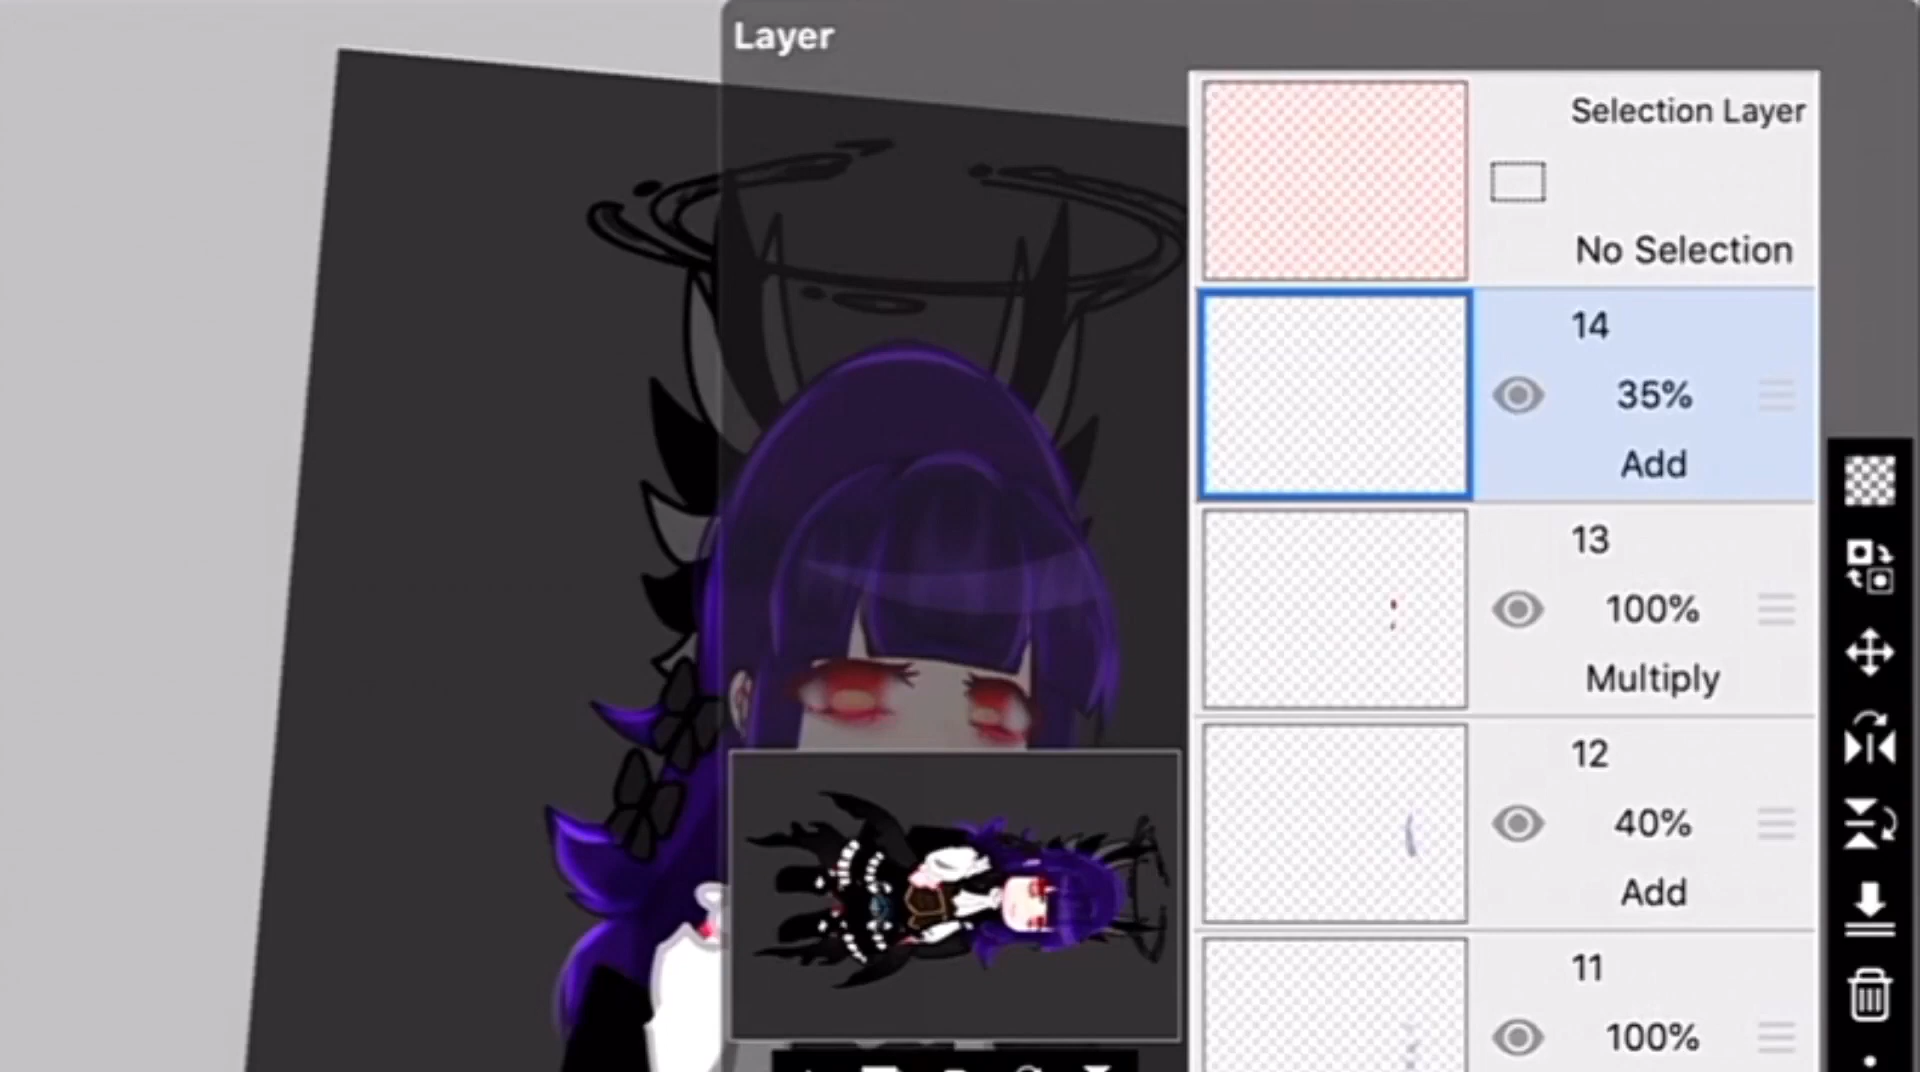 Layer
Selection Layer
No Selection
14
35%
Add
13
100%
Multiply
12
40%
Add
11
100%